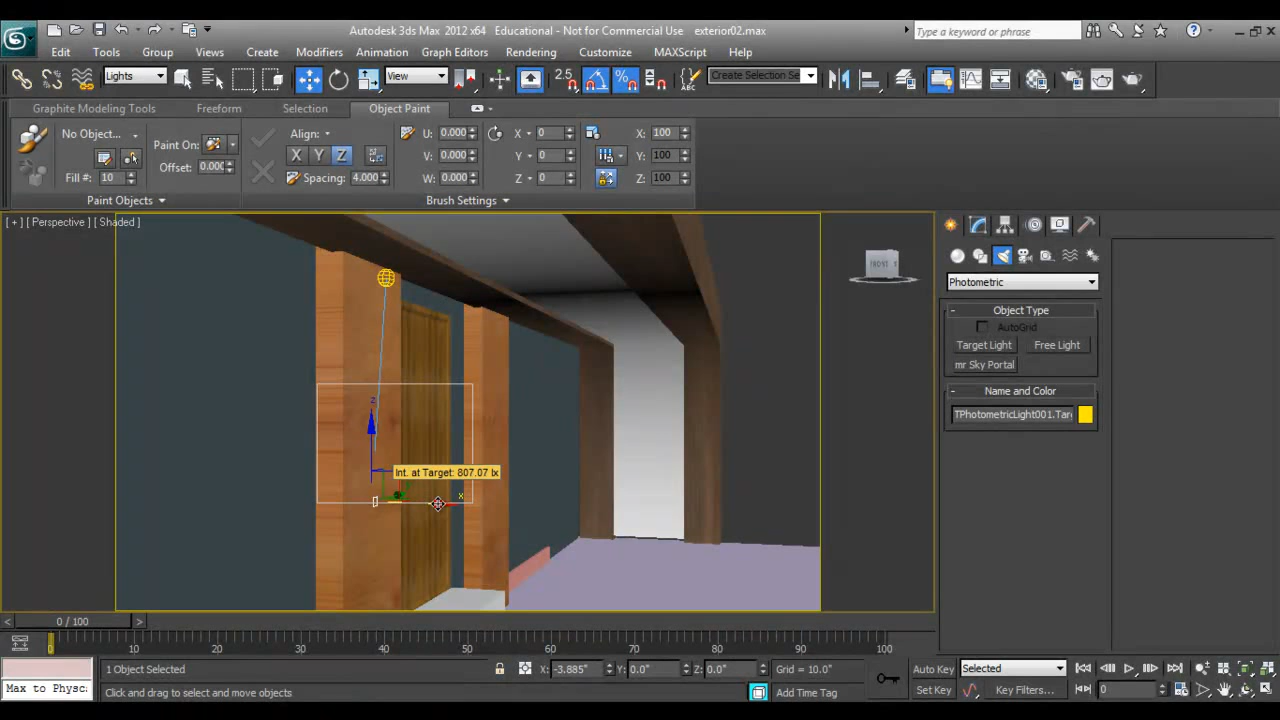 Autodesk 3ds Max 2012 x64 Educational - Not for Commercial Use exterior02.max
Type a keyword or phrase
Edit Tools Group Views Create Modifiers Animation Graph Editors Rendering Customize MAXScript Help
Lights View 2.5 ABC Create Selection Se
Graphite Modeling Tools Freeform Selection Object Paint
No Object... Paint On: Align: U: 0.000 X 0 X: 100
X Y Z V: 0.000 Y 0 Y: 100
Offset: 0.000
Fill #: 10 Spacing: 4.000 W: 0.000 Z 0 Z: 100
Paint Objects Brush Settings
[ + ] [ Perspective ] [ Shaded ]
FRONT
Photometric
- Object Type
AutoGrid
Target Light Free Light
mr Sky Portal
- Name and Color
TPhotometricLight001.Targ
z
Int. at Target: 807.07 lx
x
< 0 / 100 >
0 10 20 30 40 50 60 70 80 90 100
1 Object Selected X: -3.885" Y: 0.0" Z: 0.0" Grid = 10.0" Auto Key Selected
Max to Physc Click and drag to select and move objects Add Time Tag Set Key Key Filters... 0